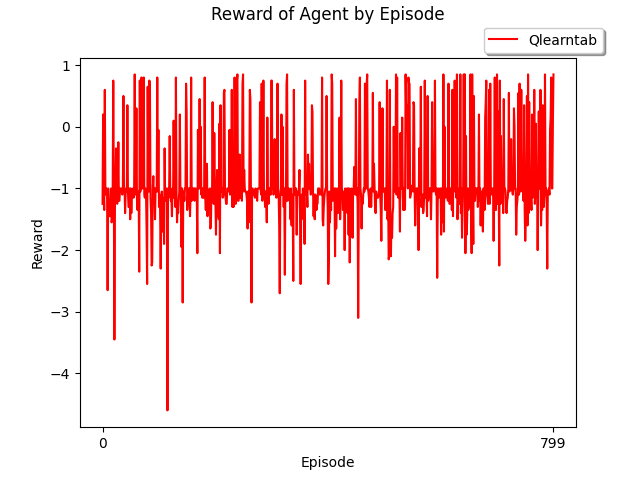 Reward of Agent by Episode
Qlearntab
1
0
−1
−2
−3
−4
Reward
0
799
Episode